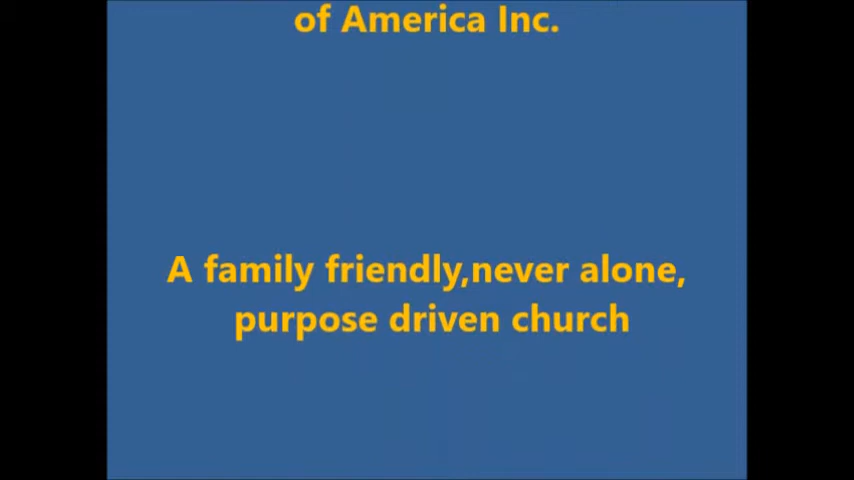 of America Inc.
A family friendly,never alone,
purpose driven church